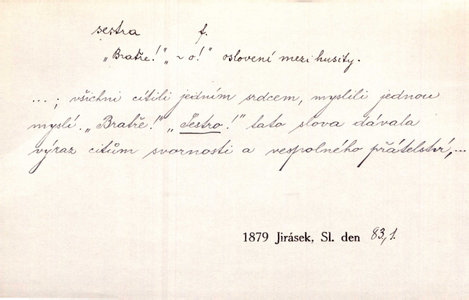 sestra f.
„Bratře!" „~o!" oslovení mezi husity.
...; všichni cítili jedním srdcem, myslili jednou
myslí. „Bratře!" „Sestro!" tato slova dávala
výraz citům svornosti a vespolného přátelství,...
1879 Jirásek, Sl. den 83,1.